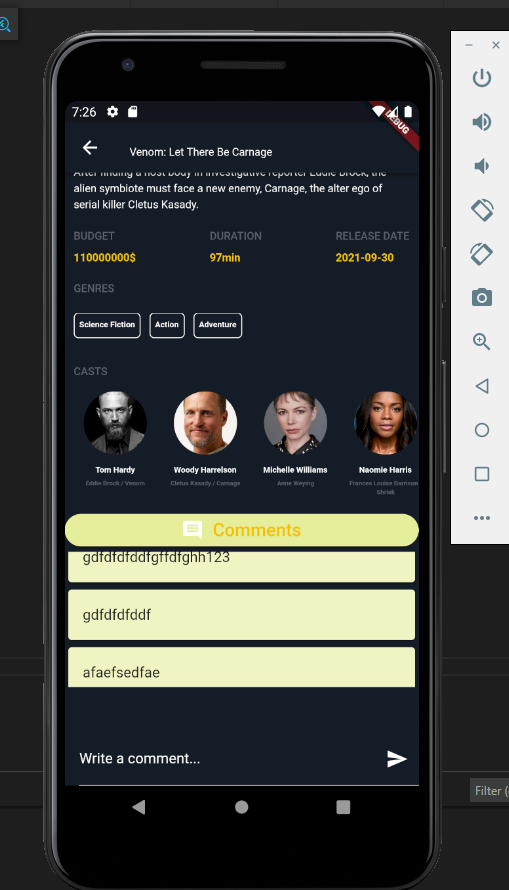 7:26
DEBUG
Venom: Let There Be Carnage
After finding a host body in investigative reporter Eddie Brock, the
alien symbiote must face a new enemy, Carnage, the alter ego of
serial killer Cletus Kasady.
BUDGET DURATION RELEASE DATE
110000000$ 97min 2021-09-30
GENRES
Science Fiction Action Adventure
CASTS
Tom Hardy Woody Harrelson Michelle Williams Naomie Harris
Eddie Brock / Venom Cletus Kasady / Carnage Anne Weying Frances Louise Barrison
Shriek
Comments
gdfdfdfddfgffdfghh123
gdfdfdfddf
afaefsedfae
Write a comment...
Filter (